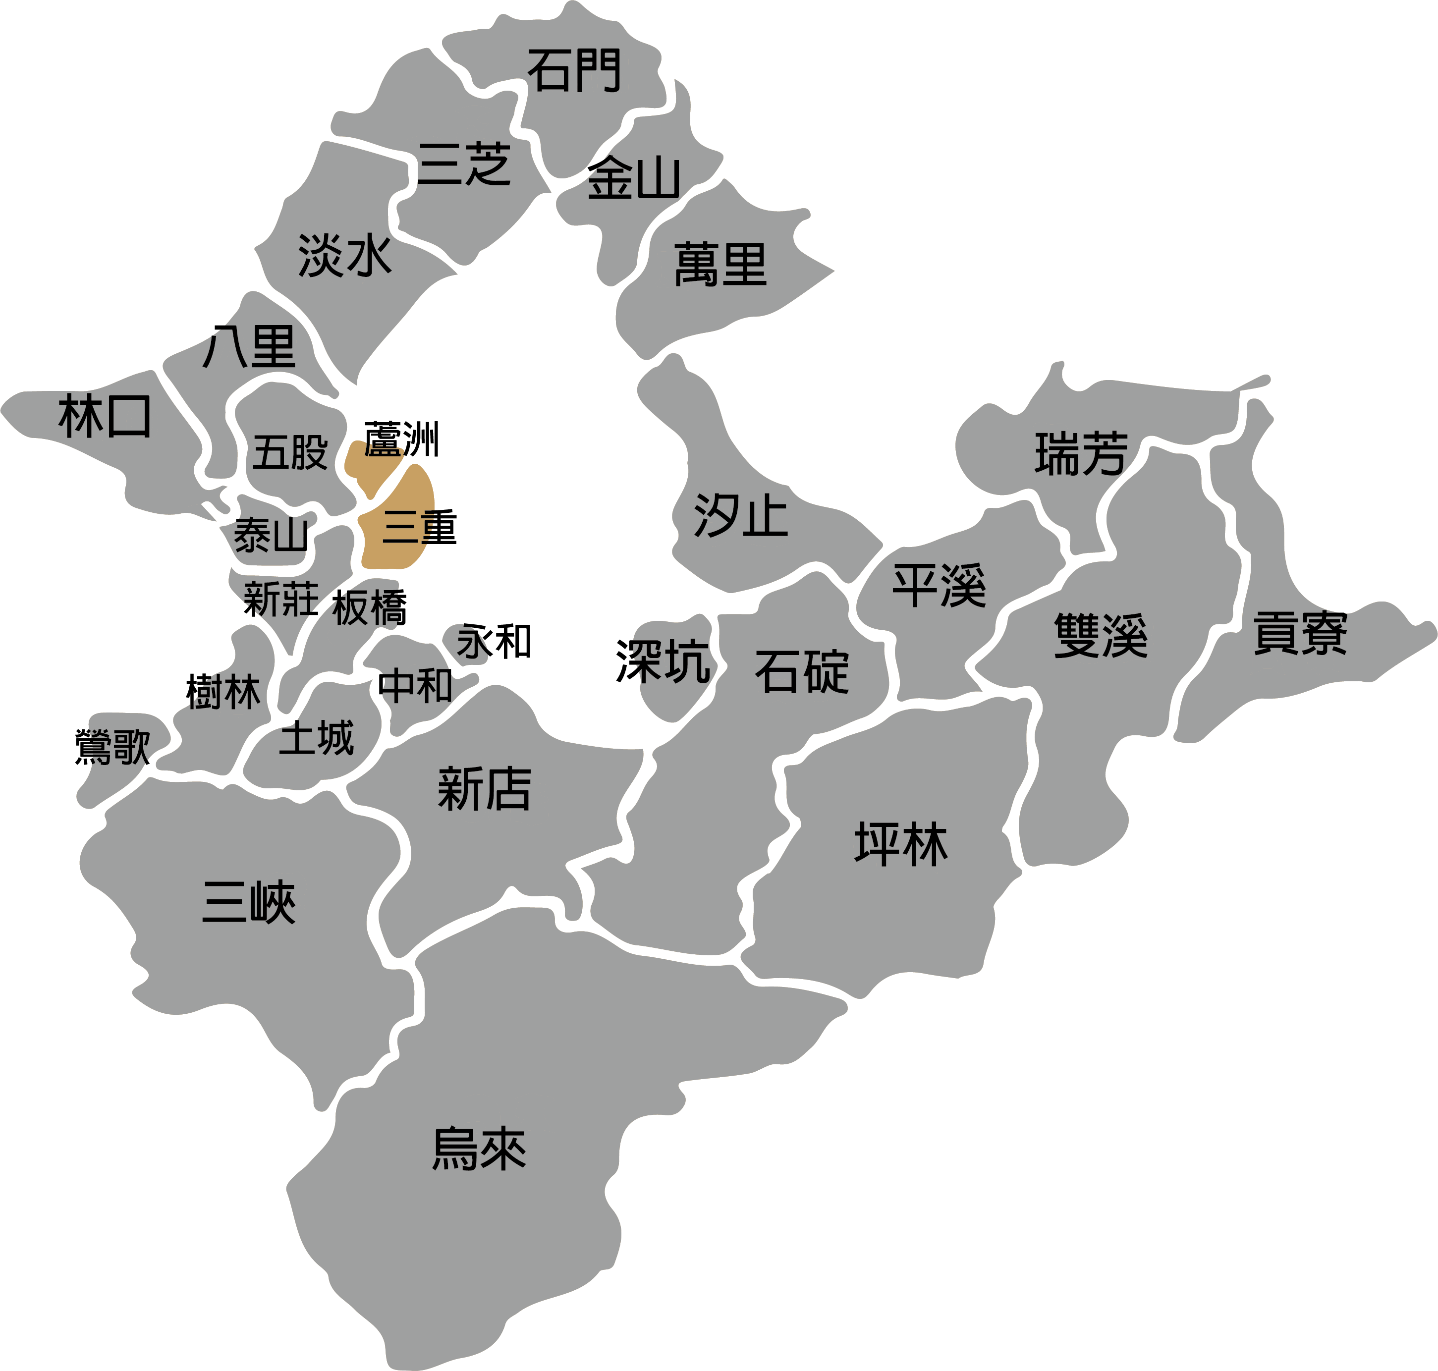 石門
三芝
金山
淡水
萬里
八里
林口
蘆洲
五股
瑞芳
汐止
三重
泰山
平溪
新莊
板橋
雙溪
貢寮
永和
深坑
石碇
中和
樹林
土城
鶯歌
新店
坪林
三峽
烏來